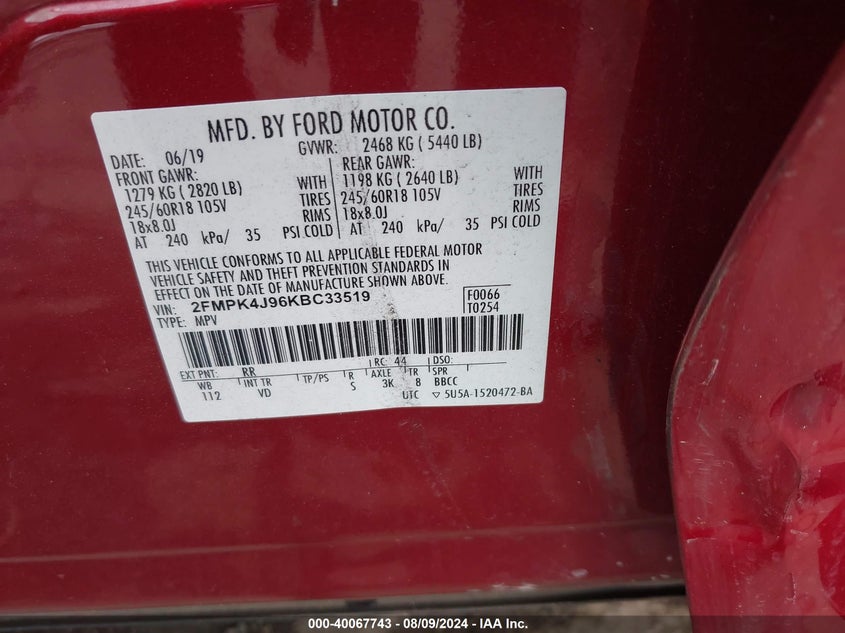 MFD. BY FORD MOTOR CO.
DATE: 06/19 GVWR: 2468 KG ( 5440 LB)
FRONT GAWR: REAR GAWR:
1279 KG ( 2820 LB) WITH 1198 KG ( 2640 LB) WITH
245/60R18 105V TIRES 245/60R18 105V TIRES
18x8.0J RIMS 18x8.0J RIMS
AT 240 kPa/ 35 PSI COLD AT 240 kPa/ 35 PSI COLD
THIS VEHICLE CONFORMS TO ALL APPLICABLE FEDERAL MOTOR
VEHICLE SAFETY AND THEFT PREVENTION STANDARDS IN
EFFECT ON THE DATE OF MANUFACTURE SHOWN ABOVE.
VIN: 2FMPK4J96KBC33519 F0066
TYPE: MPV T0254
EXT PNT: RR RC: 44 DSO:
WB INT TR TP/PS R AXLE TR SPR
112 VD S 3K 8 BBCC
UTC ▽ 5U5A-1520472-BA
000-40067743 - 08/09/2024 - IAA Inc.